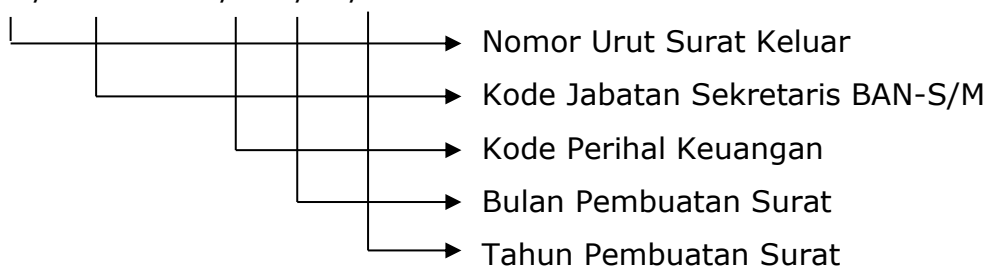 Nomor Urut Surat Keluar
Kode Jabatan Sekretaris BAN-S/M
Kode Perihal Keuangan
Bulan Pembuatan Surat
Tahun Pembuatan Surat